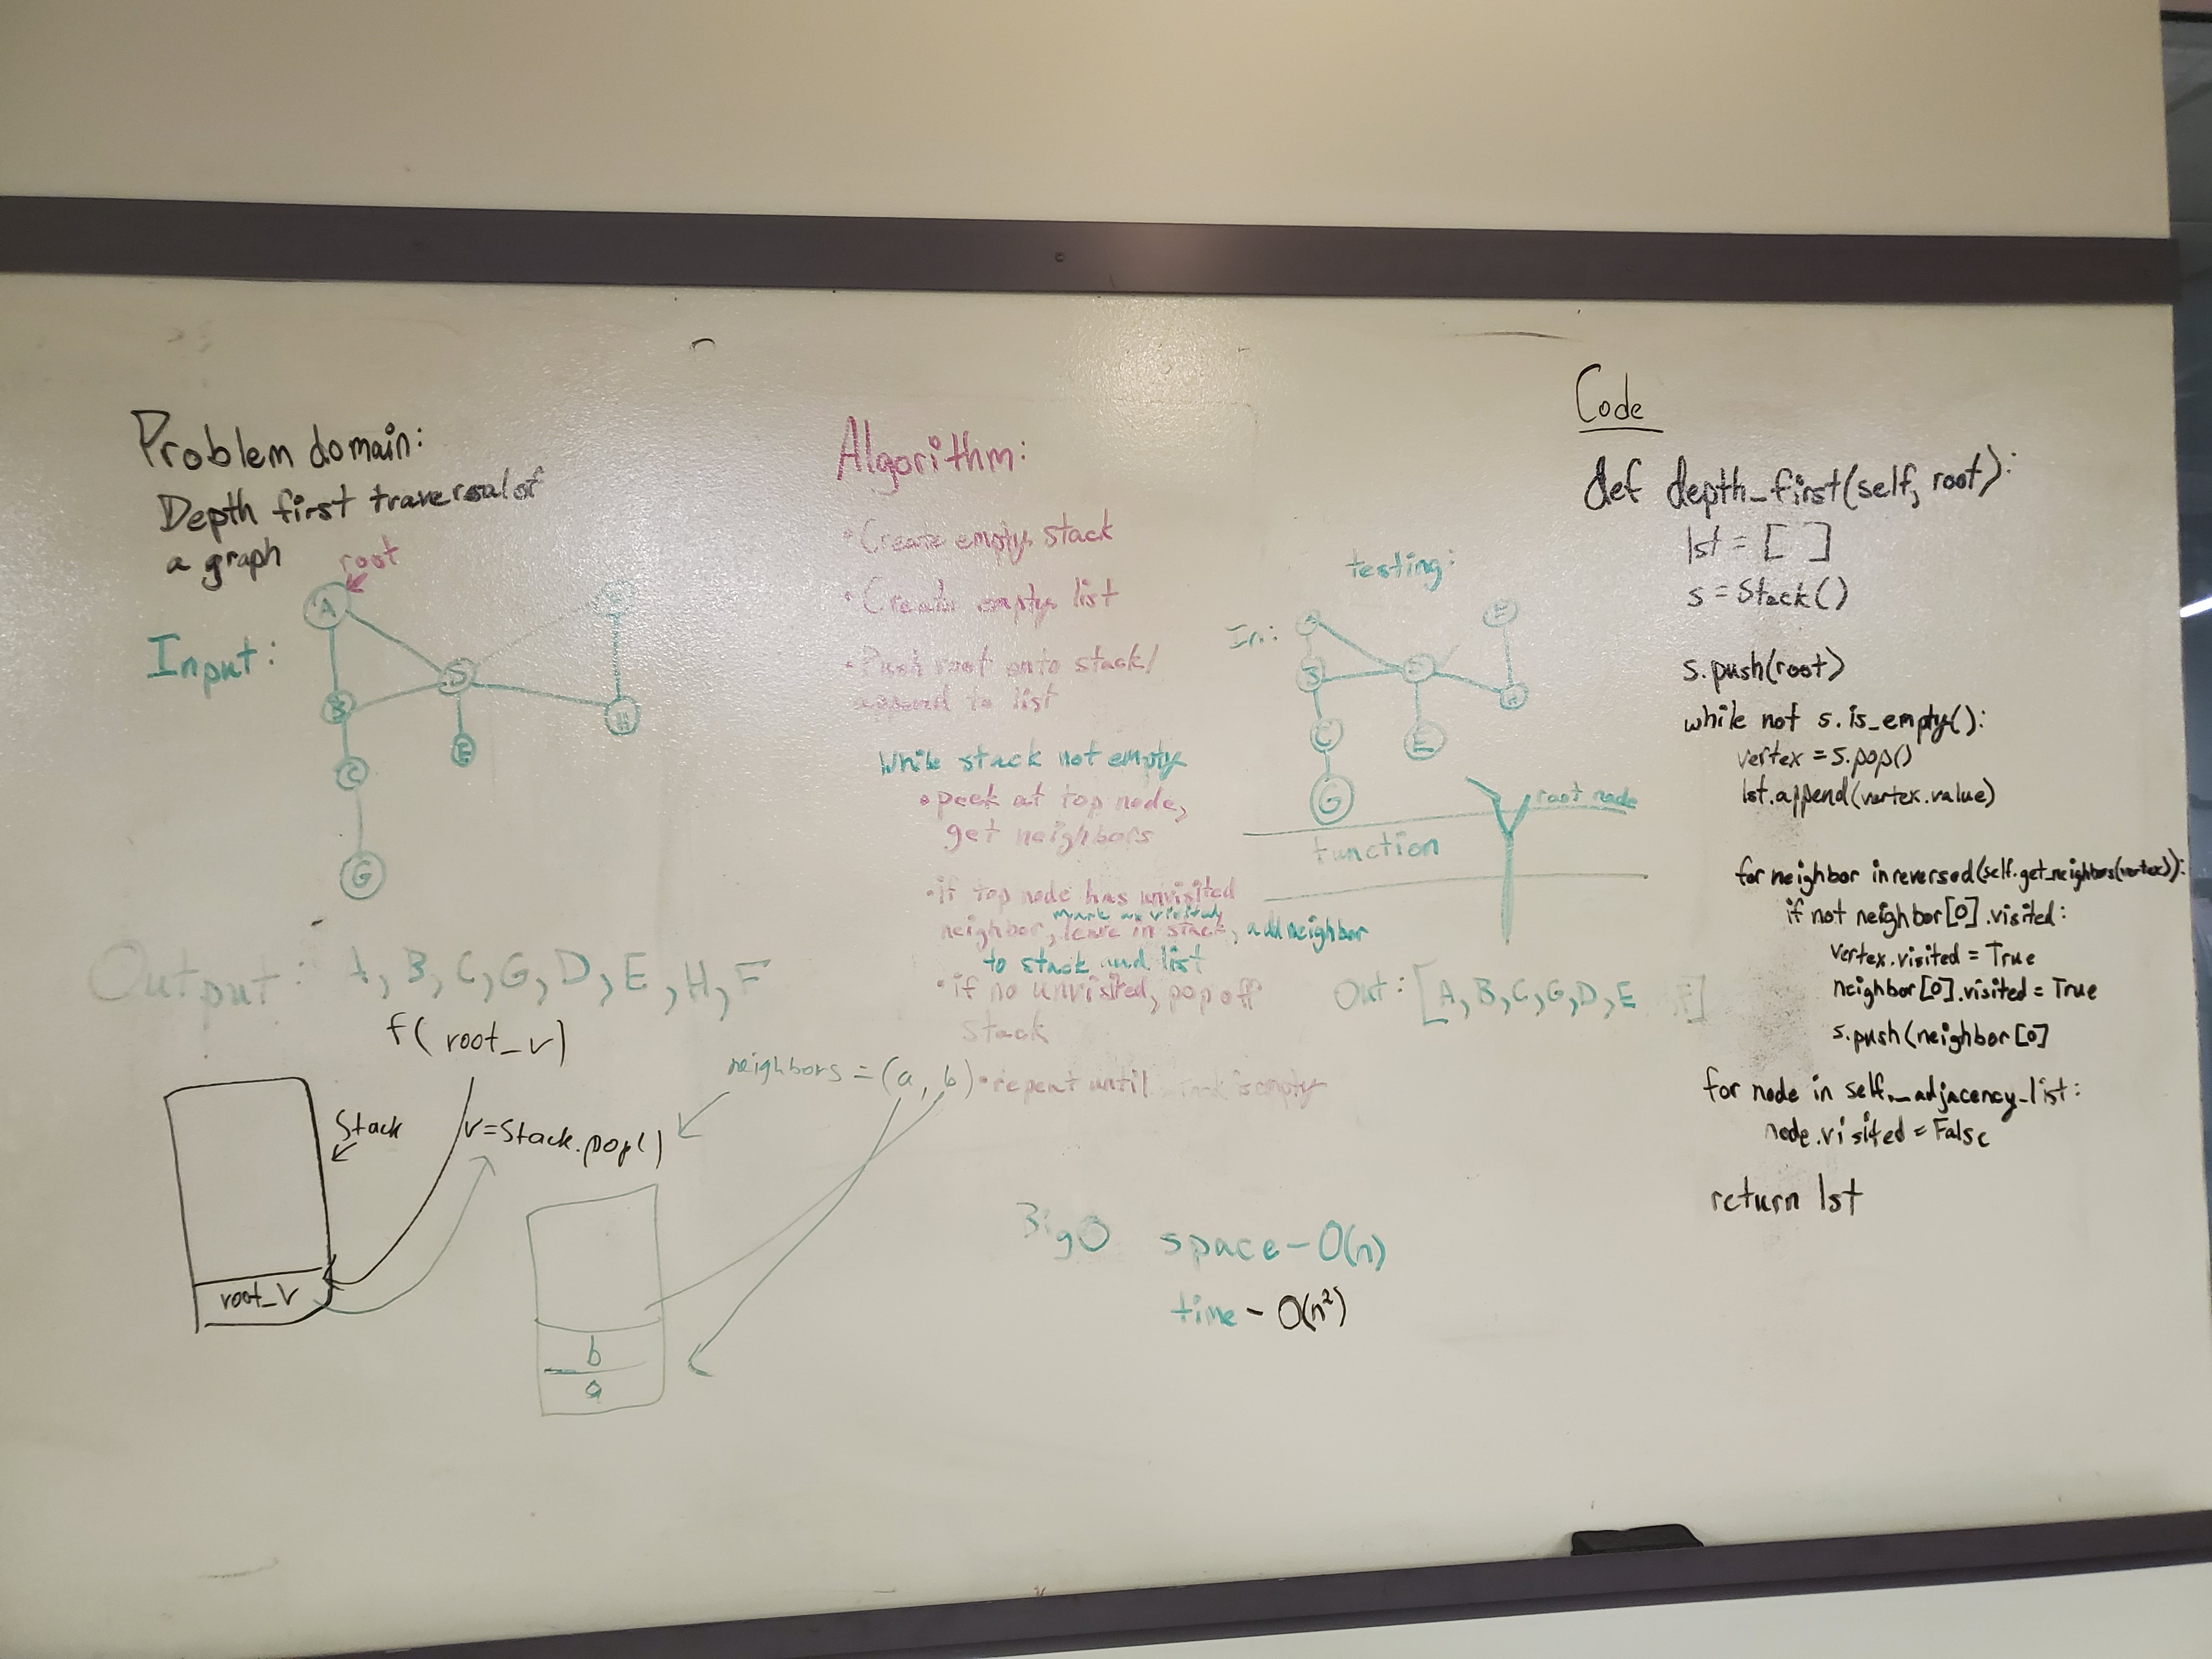 Problem domain:
Depth first traversal of
a graph
root
Input:
A
B
C
G
E
H
Output: A, B, C, G, D, E, H, F
f( root_v)
Stack
v=Stack.pop()
root_v
neighbors = (a, b)
b
a
Algorithm:
• Create empty stack
• Create empty list
• Push root onto stack/
append to list
While stack not empty
• peek at top node,
get neighbors
• if top node has unvisited
mark as visited,
neighbor, leave in stack, add neighbor
to stack and list
• if no unvisited, pop off
stack
• repeat until is empty
Big O space - O(n)
time - O(n²)
testing:
In:
B
C
G
E
H
root node
function
Out: [A, B, C, G, D, E ]
Code
def depth_first(self, root):
lst = [ ]
s = Stack()
s.push(root)
while not s.is_empty():
vertex = s.pop()
lst.append(vertex.value)
for neighbor in reversed(self.get_neighbors(vertex)):
if not neighbor[0].visited:
vertex.visited = True
neighbor[0].visited = True
s.push(neighbor[0]
for node in self._adjacency_list:
node.visited = False
return lst